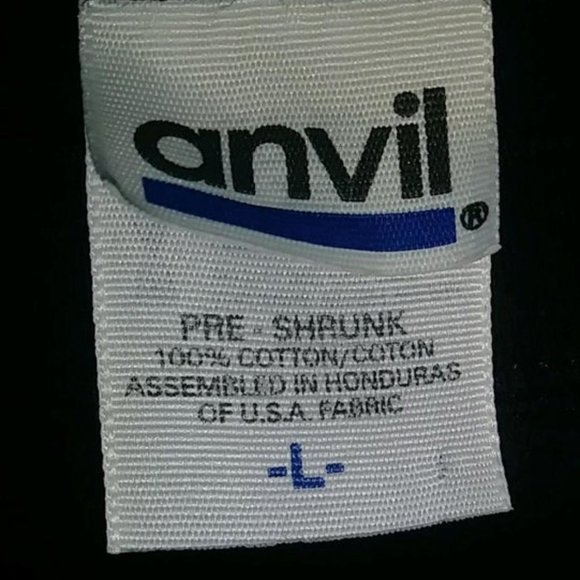 anvil®
PRE-SHRUNK
100% COTTON/COTON
ASSEMBLED IN HONDURAS
OF U.S.A. FABRIC
-L-